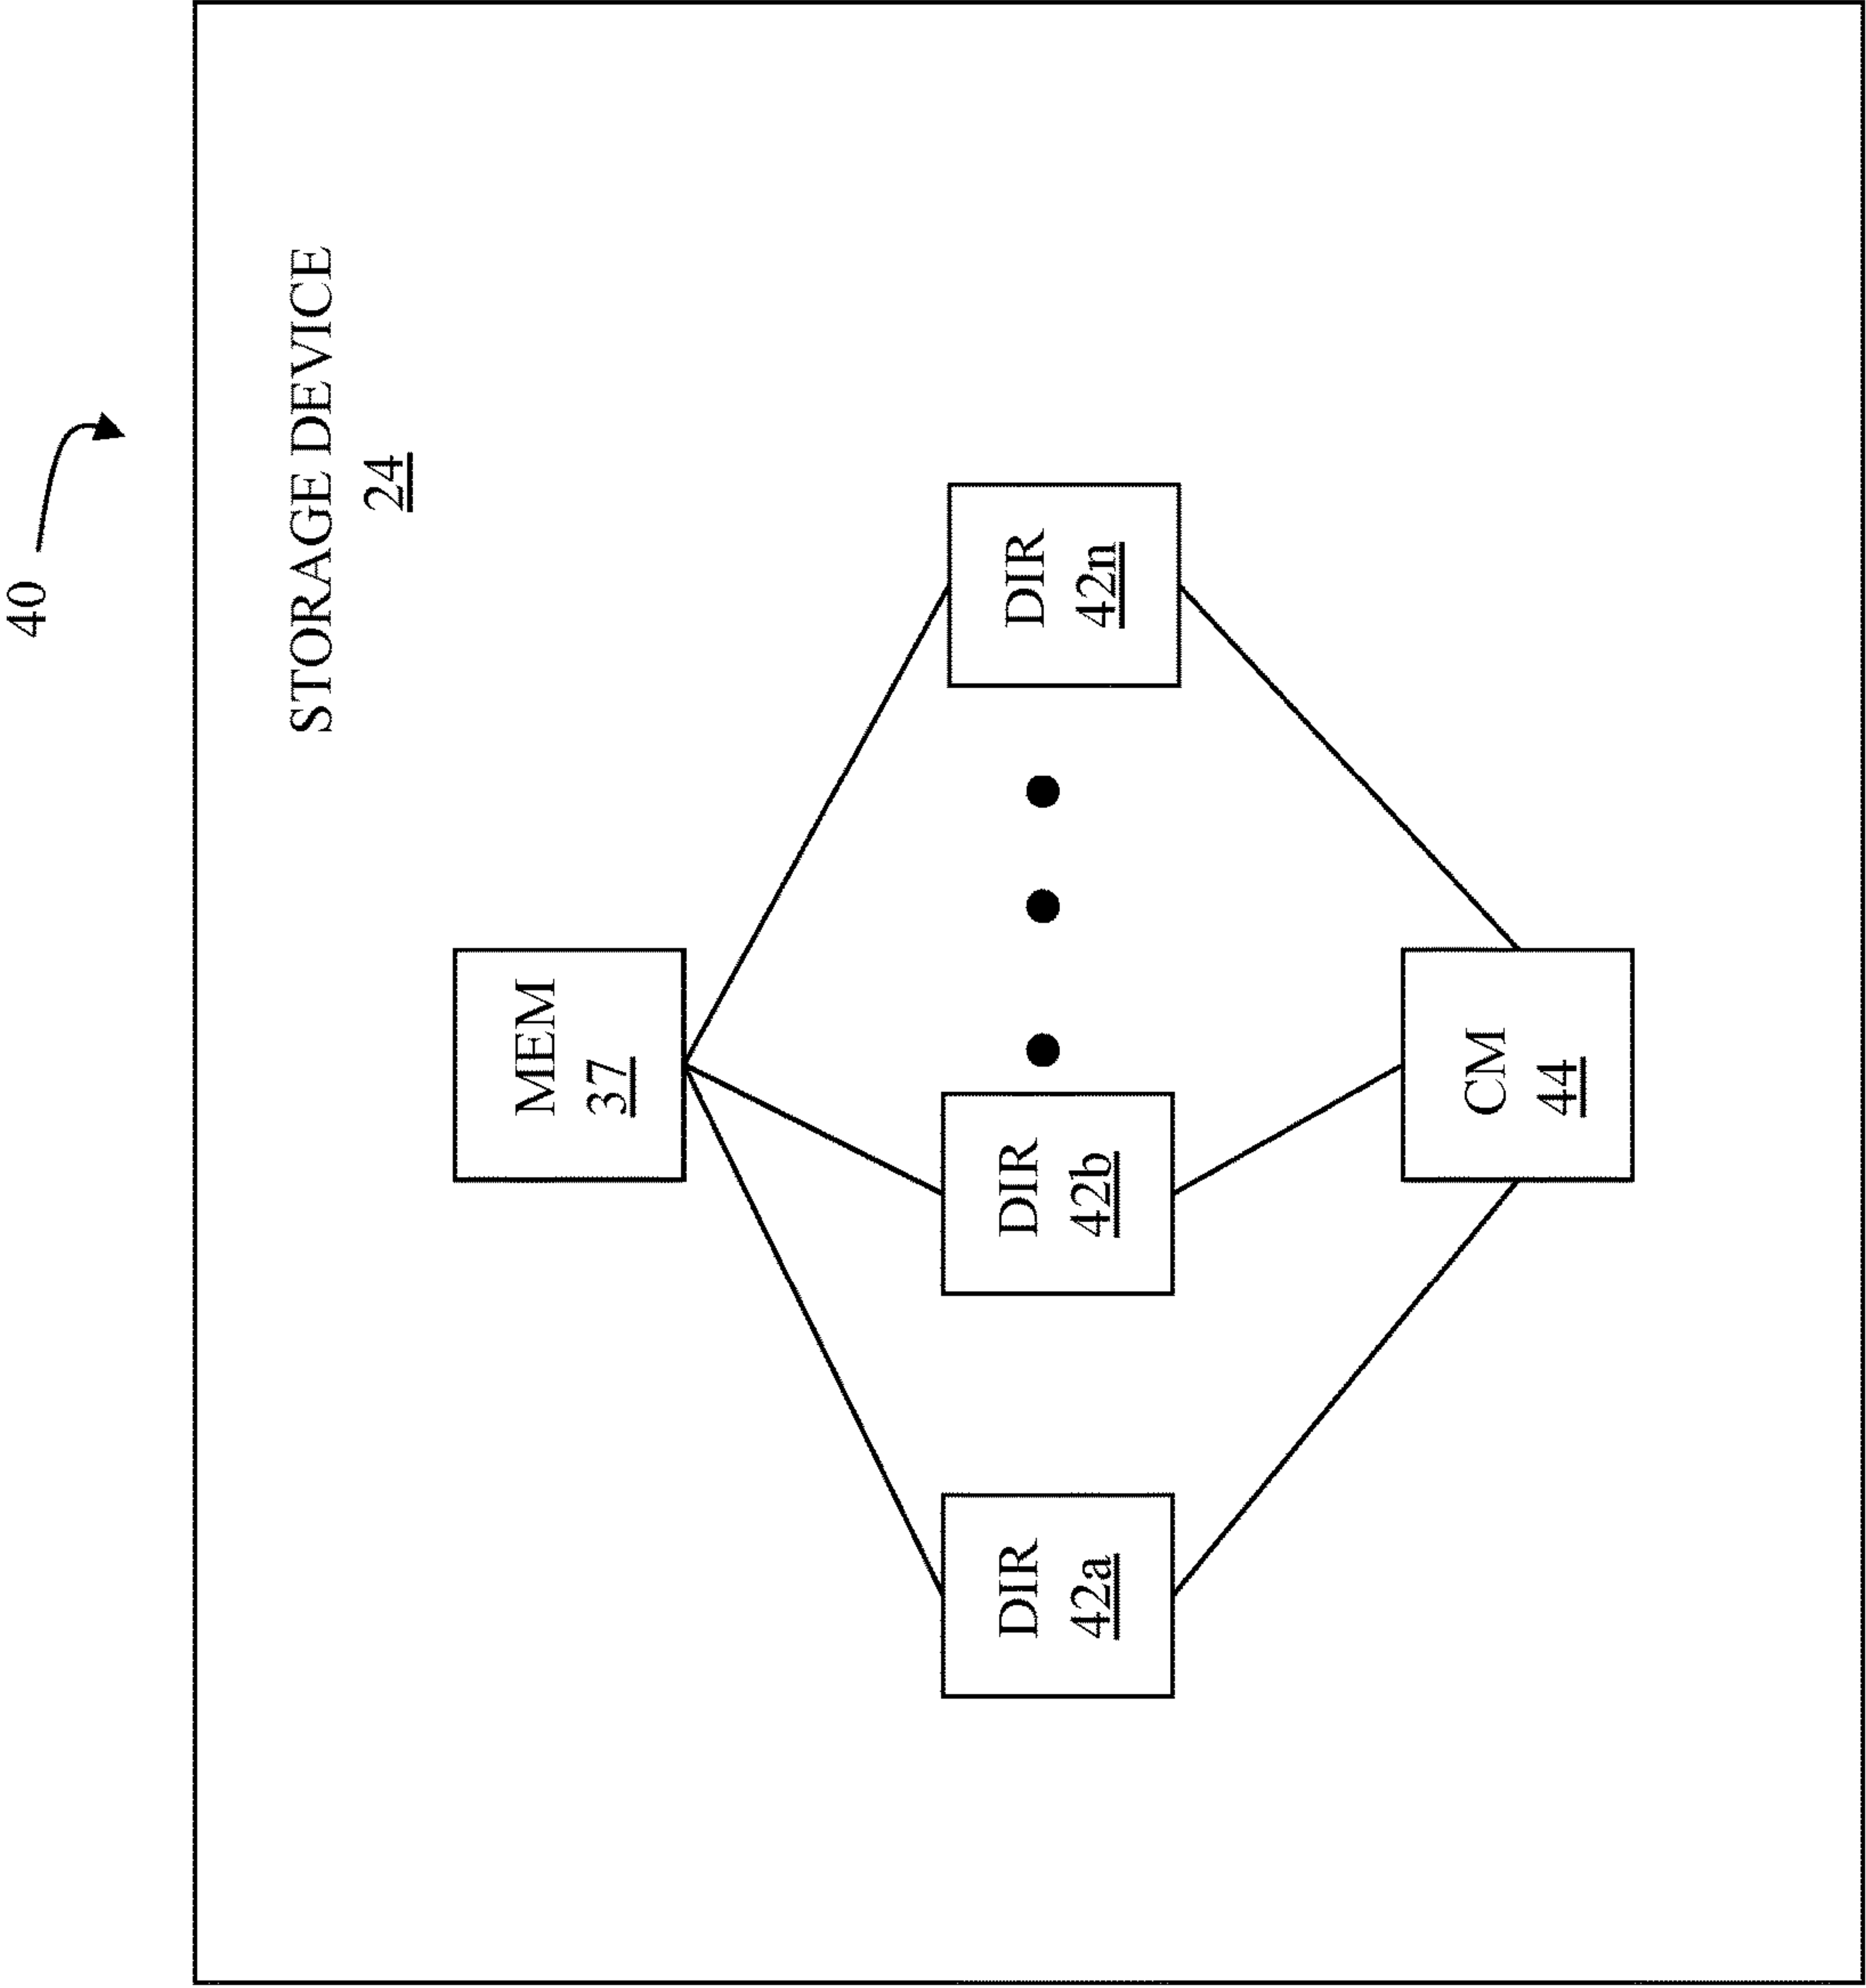 40
STORAGE DEVICE
24
MEM
37
DIR
42a
DIR
42b
DIR
42n
CM
44